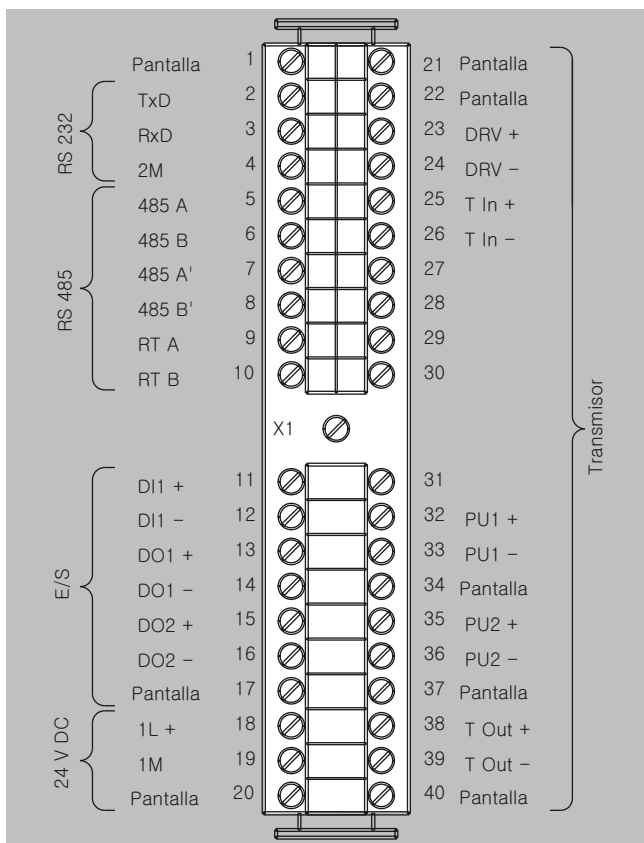 Pantalla 1 21 Pantalla
TxD 2 22 Pantalla
RxD 3 23 DRV +
2M 4 24 DRV –
RS 232
485 A 5 25 T In +
485 B 6 26 T In –
485 A' 7 27
485 B' 8 28
RT A 9 29
RT B 10 30
RS 485
X1
Transmisor
DI1 + 11 31
DI1 – 12 32 PU1 +
DO1 + 13 33 PU1 –
DO1 – 14 34 Pantalla
DO2 + 15 35 PU2 +
DO2 – 16 36 PU2 –
Pantalla 17 37 Pantalla
E/S
1L + 18 38 T Out +
1M 19 39 T Out –
Pantalla 20 40 Pantalla
24 V DC